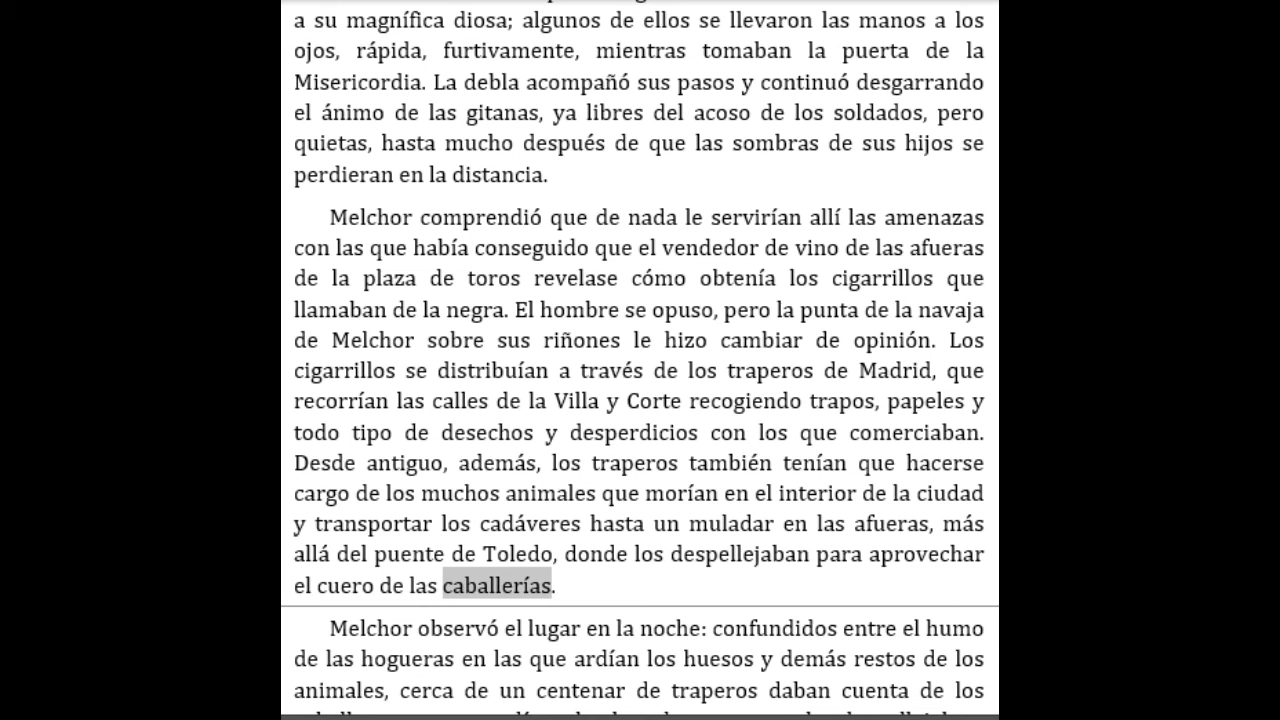 a su magnífica diosa; algunos de ellos se llevaron las manos a los
ojos, rápida, furtivamente, mientras tomaban la puerta de la
Misericordia. La debla acompañó sus pasos y continuó desgarrando
el ánimo de las gitanas, ya libres del acoso de los soldados, pero
quietas, hasta mucho después de que las sombras de sus hijos se
perdieran en la distancia.
Melchor comprendió que de nada le servirían allí las amenazas
con las que había conseguido que el vendedor de vino de las afueras
de la plaza de toros revelase cómo obtenía los cigarrillos que
llamaban de la negra. El hombre se opuso, pero la punta de la navaja
de Melchor sobre sus riñones le hizo cambiar de opinión. Los
cigarrillos se distribuían a través de los traperos de Madrid, que
recorrían las calles de la Villa y Corte recogiendo trapos, papeles y
todo tipo de desechos y desperdicios con los que comerciaban.
Desde antiguo, además, los traperos también tenían que hacerse
cargo de los muchos animales que morían en el interior de la ciudad
y transportar los cadáveres hasta un muladar en las afueras, más
allá del puente de Toledo, donde los despellejaban para aprovechar
el cuero de las caballerías.
Melchor observó el lugar en la noche: confundidos entre el humo
de las hogueras en las que ardían los huesos y demás restos de los
animales, cerca de un centenar de traperos daban cuenta de los